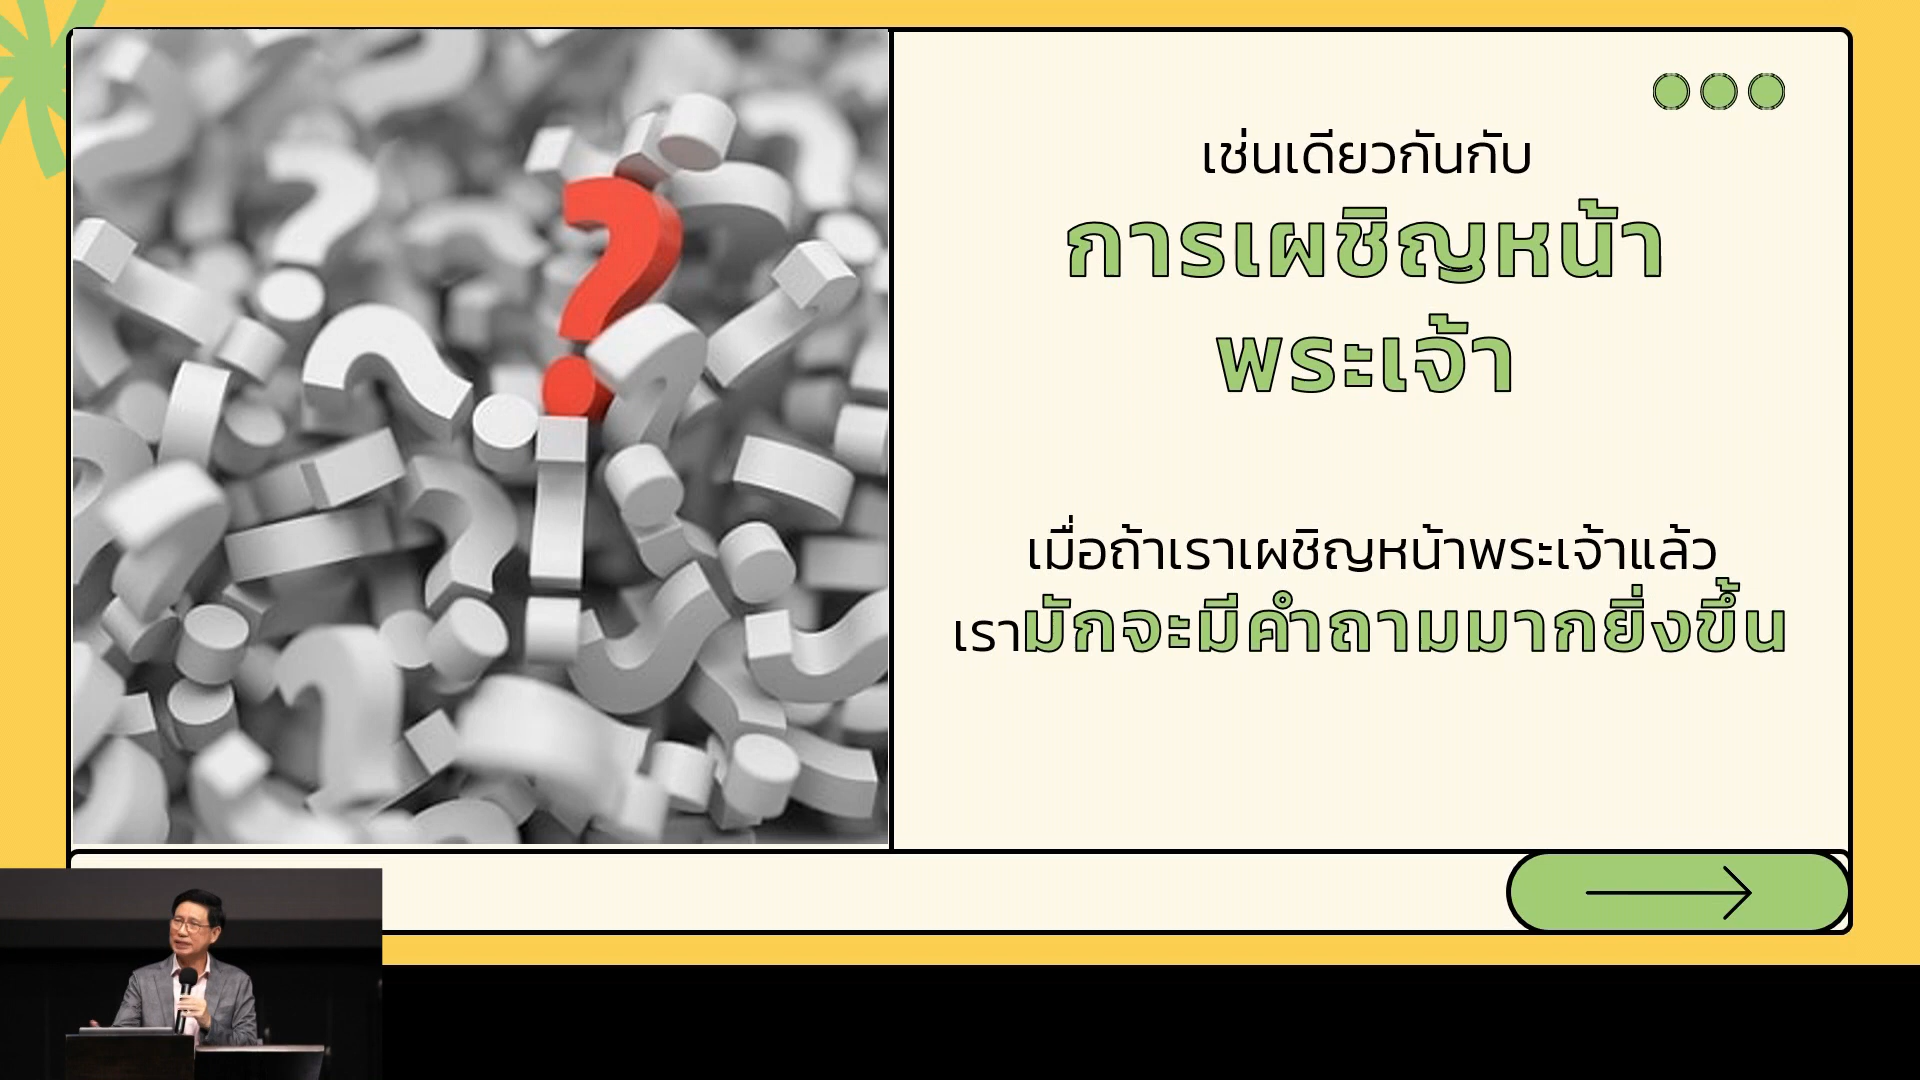 เช่นเดียวกันกับ
การเผชิญหน้า
พระเจ้า
เมื่อถ้าเราเผชิญหน้าพระเจ้าแล้ว
เรามักจะมีคำถามมากยิ่งขึ้น